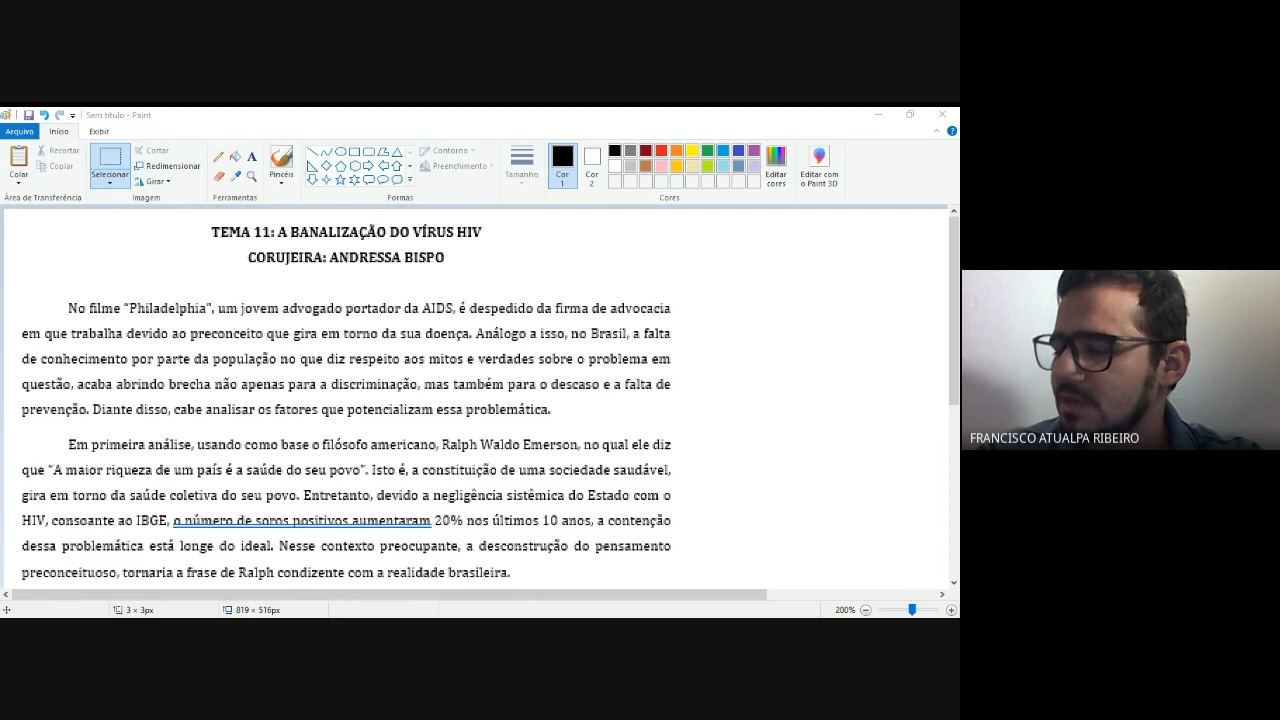 Sem título - Paint
Arquivo Início Exibir
Colar
Recortar
Copiar
Área de Transferência
Selecionar
Cortar
Redimensionar
Girar
Imagem
A
Ferramentas
Pincéis
Contorno
Preenchimento
Formas
Tamanho
Cor 1
Cor 2
Editar cores
Editar com o Paint 3D
Cores
TEMA 11: A BANALIZAÇÃO DO VÍRUS HIV
CORUJEIRA: ANDRESSA BISPO
No filme “Philadelphia”, um jovem advogado portador da AIDS, é despedido da firma de advocacia
em que trabalha devido ao preconceito que gira em torno da sua doença. Análogo a isso, no Brasil, a falta
de conhecimento por parte da população no que diz respeito aos mitos e verdades sobre o problema em
questão, acaba abrindo brecha não apenas para a discriminação, mas também para o descaso e a falta de
prevenção. Diante disso, cabe analisar os fatores que potencializam essa problemática.
Em primeira análise, usando como base o filósofo americano, Ralph Waldo Emerson, no qual ele diz
que “A maior riqueza de um país é a saúde do seu povo”. Isto é, a constituição de uma sociedade saudável,
gira em torno da saúde coletiva do seu povo. Entretanto, devido a negligência sistêmica do Estado com o
HIV, consoante ao IBGE, o número de soros positivos aumentaram 20% nos últimos 10 anos, a contenção
dessa problemática está longe do ideal. Nesse contexto preocupante, a desconstrução do pensamento
preconceituoso, tornaria a frase de Ralph condizente com a realidade brasileira.
3 × 3px
819 × 516px
200%
FRANCISCO ATUALPA RIBEIRO